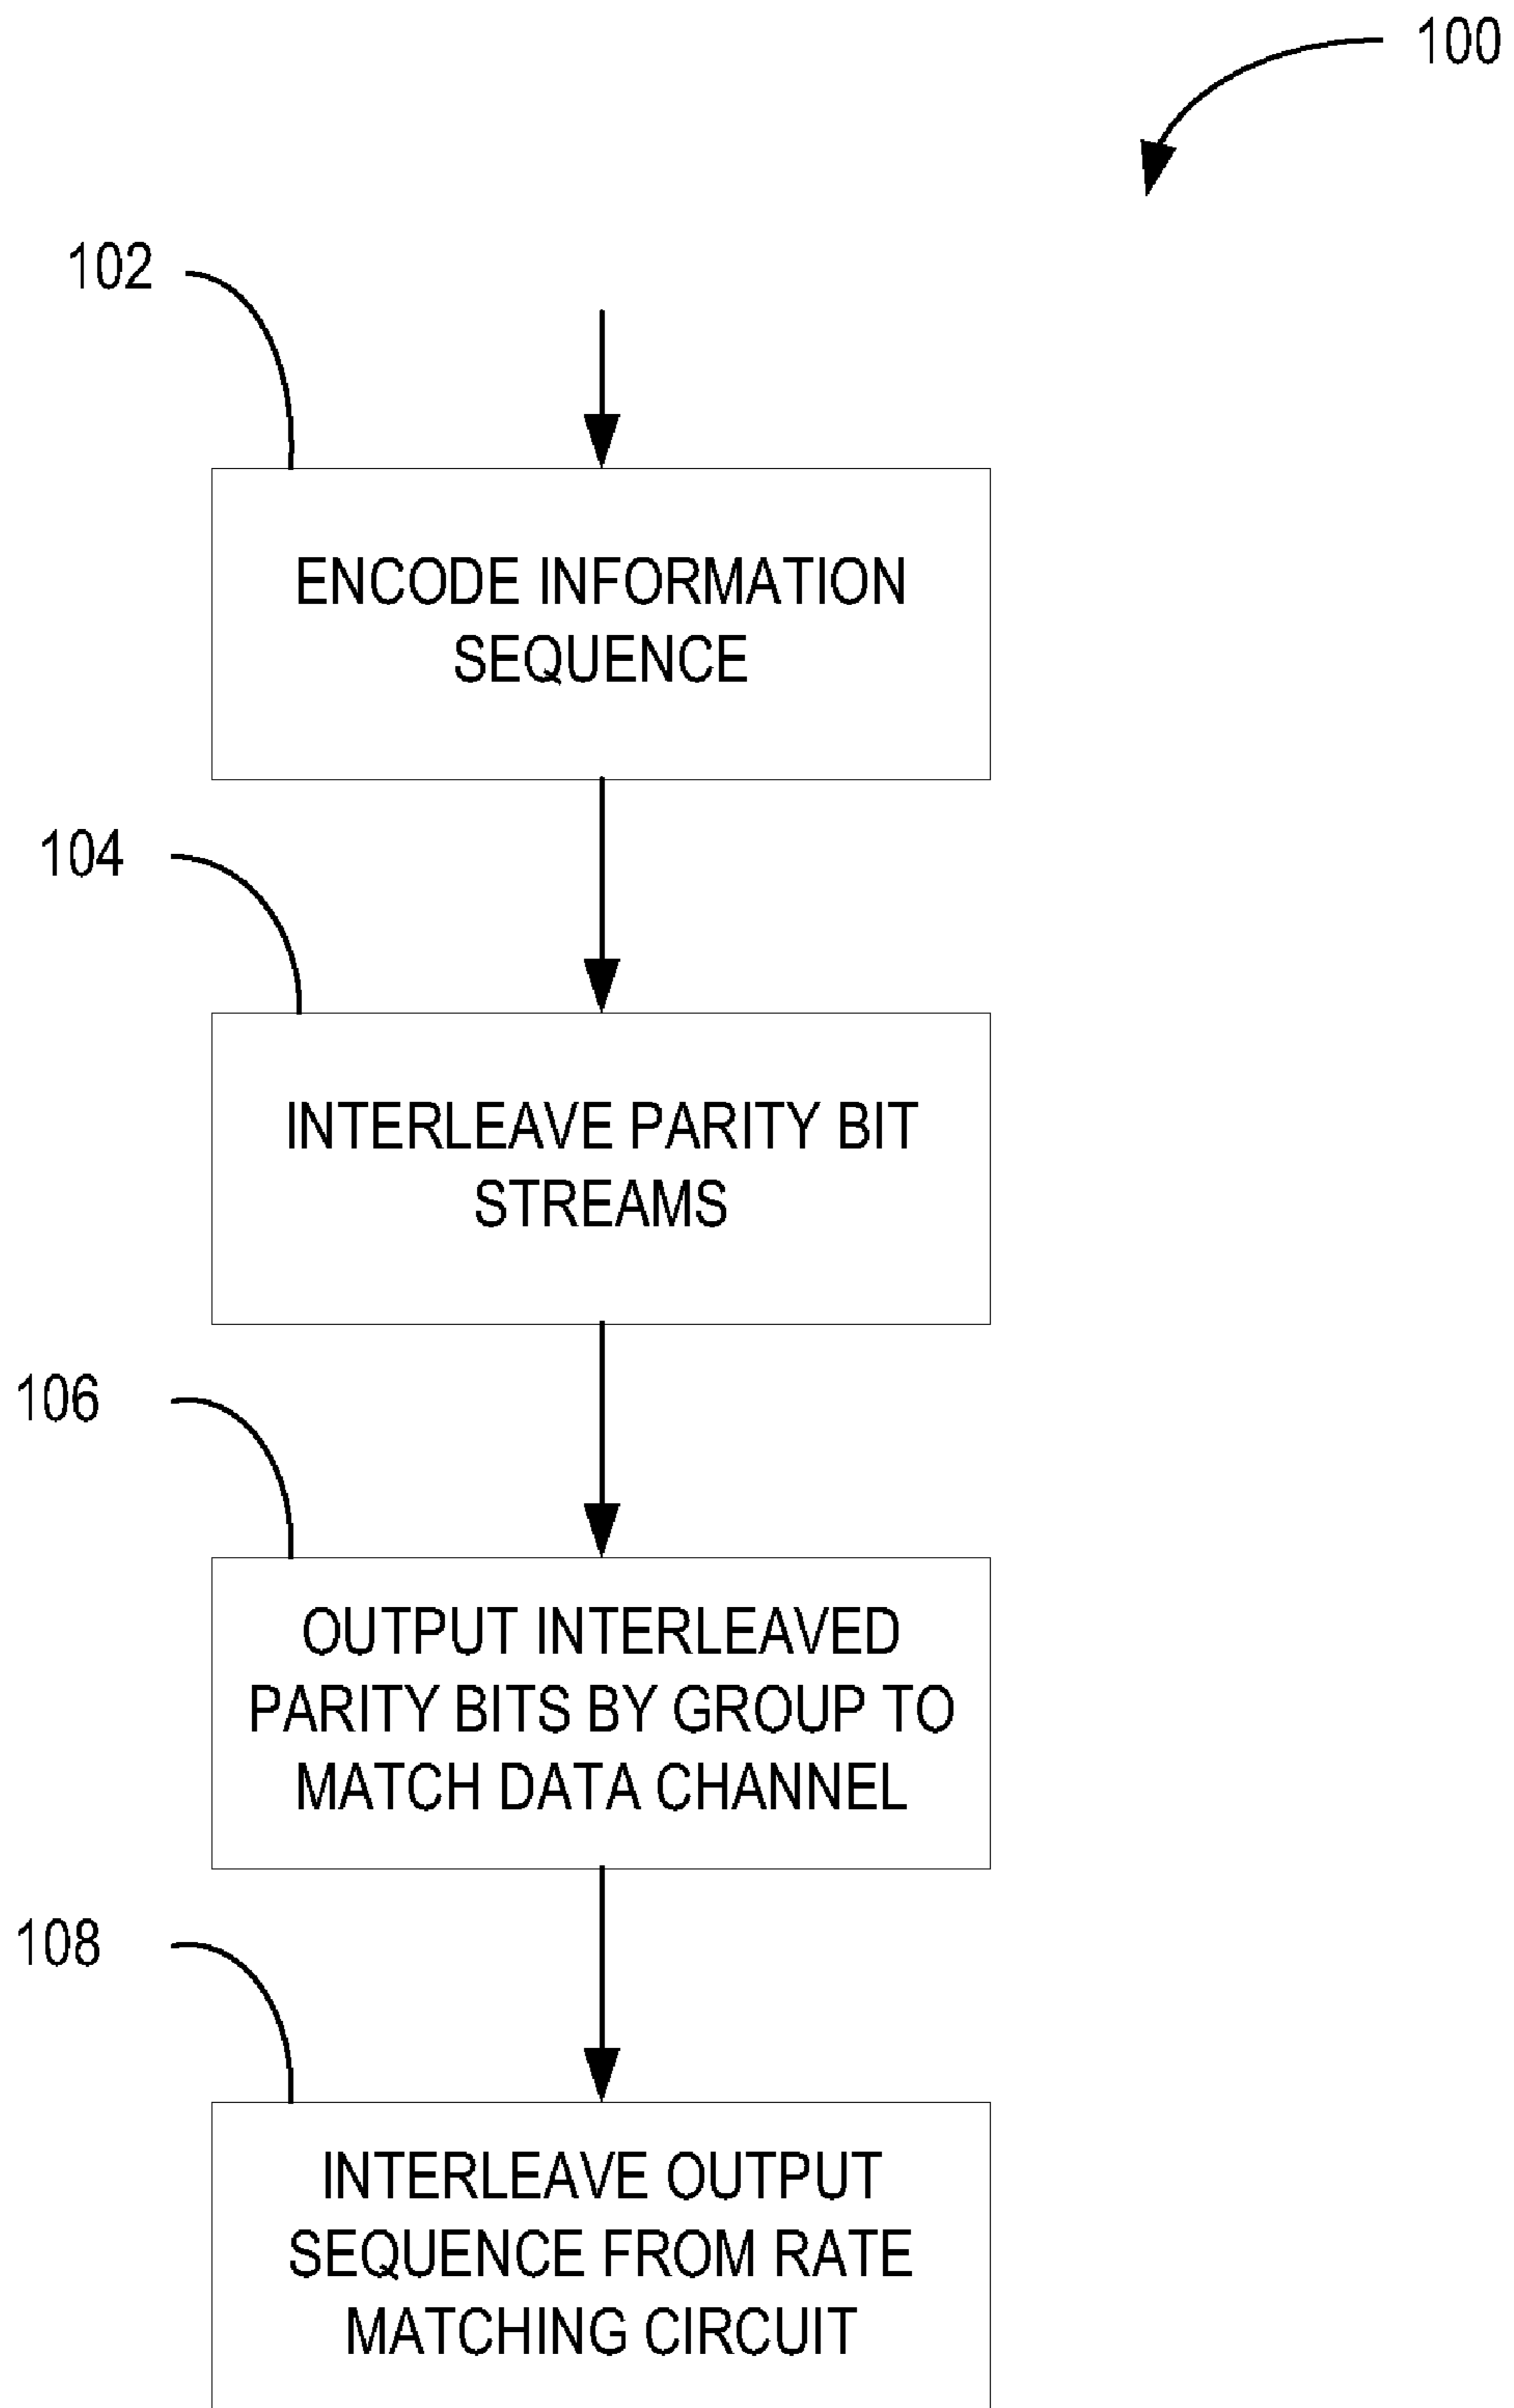 100
102
ENCODE INFORMATION
SEQUENCE
104
INTERLEAVE PARITY BIT
STREAMS
106
OUTPUT INTERLEAVED
PARITY BITS BY GROUP TO
MATCH DATA CHANNEL
108
INTERLEAVE OUTPUT
SEQUENCE FROM RATE
MATCHING CIRCUIT